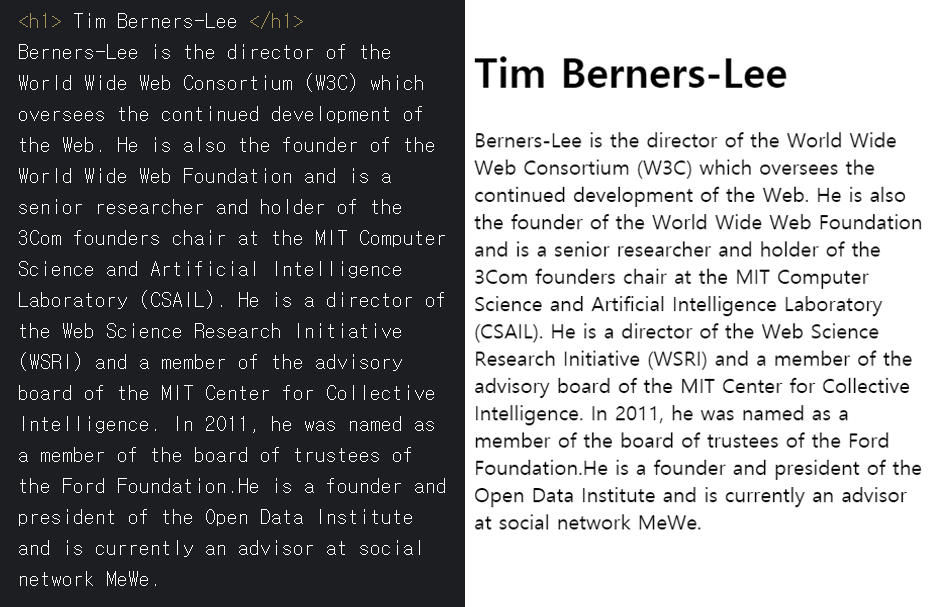 <h1> Tim Berners-Lee </h1>
Berners-Lee is the director of the
World Wide Web Consortium (W3C) which
oversees the continued development of
the Web. He is also the founder of the
World Wide Web Foundation and is a
senior researcher and holder of the
3Com founders chair at the MIT Computer
Science and Artificial Intelligence
Laboratory (CSAIL). He is a director of
the Web Science Research Initiative
(WSRI) and a member of the advisory
board of the MIT Center for Collective
Intelligence. In 2011, he was named as
a member of the board of trustees of
the Ford Foundation.He is a founder and
president of the Open Data Institute
and is currently an advisor at social
network MeWe.
Tim Berners-Lee
Berners-Lee is the director of the World Wide
Web Consortium (W3C) which oversees the
continued development of the Web. He is also
the founder of the World Wide Web Foundation
and is a senior researcher and holder of the
3Com founders chair at the MIT Computer
Science and Artificial Intelligence Laboratory
(CSAIL). He is a director of the Web Science
Research Initiative (WSRI) and a member of the
advisory board of the MIT Center for Collective
Intelligence. In 2011, he was named as a
member of the board of trustees of the Ford
Foundation.He is a founder and president of the
Open Data Institute and is currently an advisor
at social network MeWe.